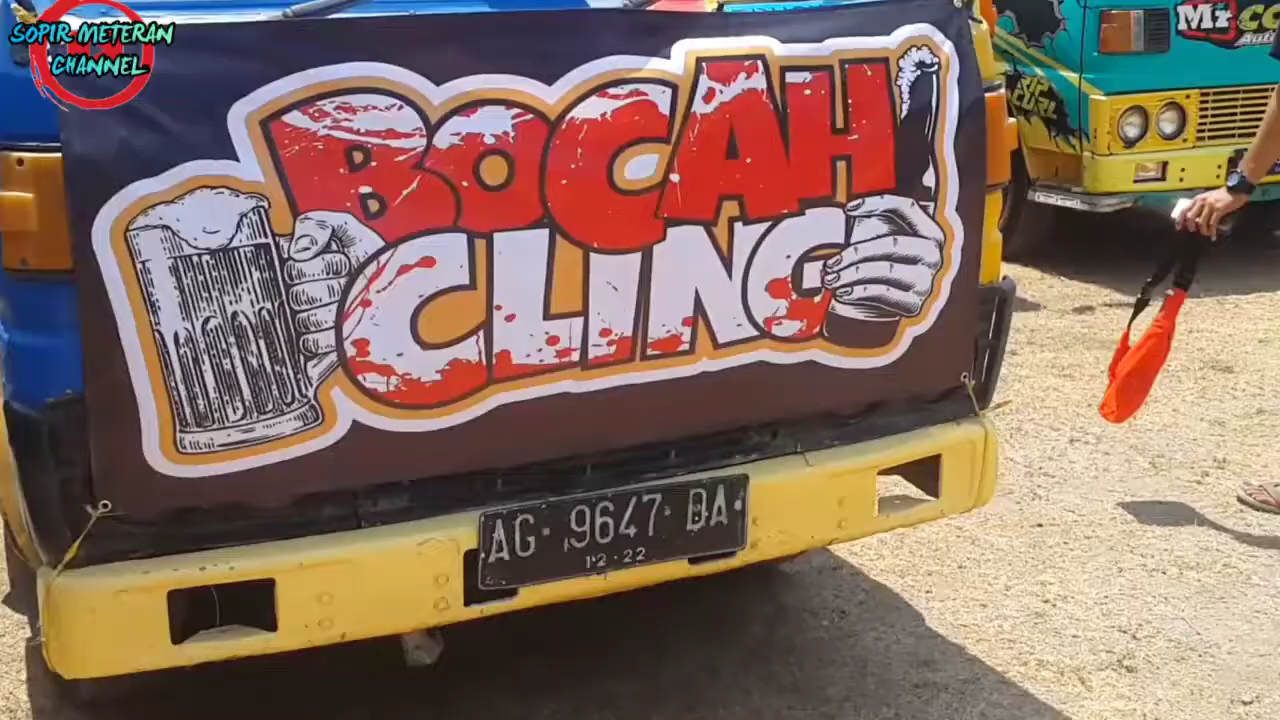 SOPIR METERAN
CHANNEL
BOCAH
CLING
AG 9647 DA
12·22
Mr